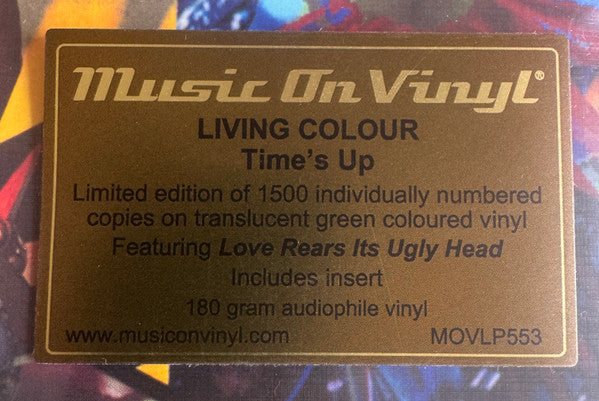 Music On Vinyl®
LIVING COLOUR
Time's Up
Limited edition of 1500 individually numbered
copies on translucent green coloured vinyl
Featuring Love Rears Its Ugly Head
Includes insert
180 gram audiophile vinyl
www.musiconvinyl.com MOVLP553